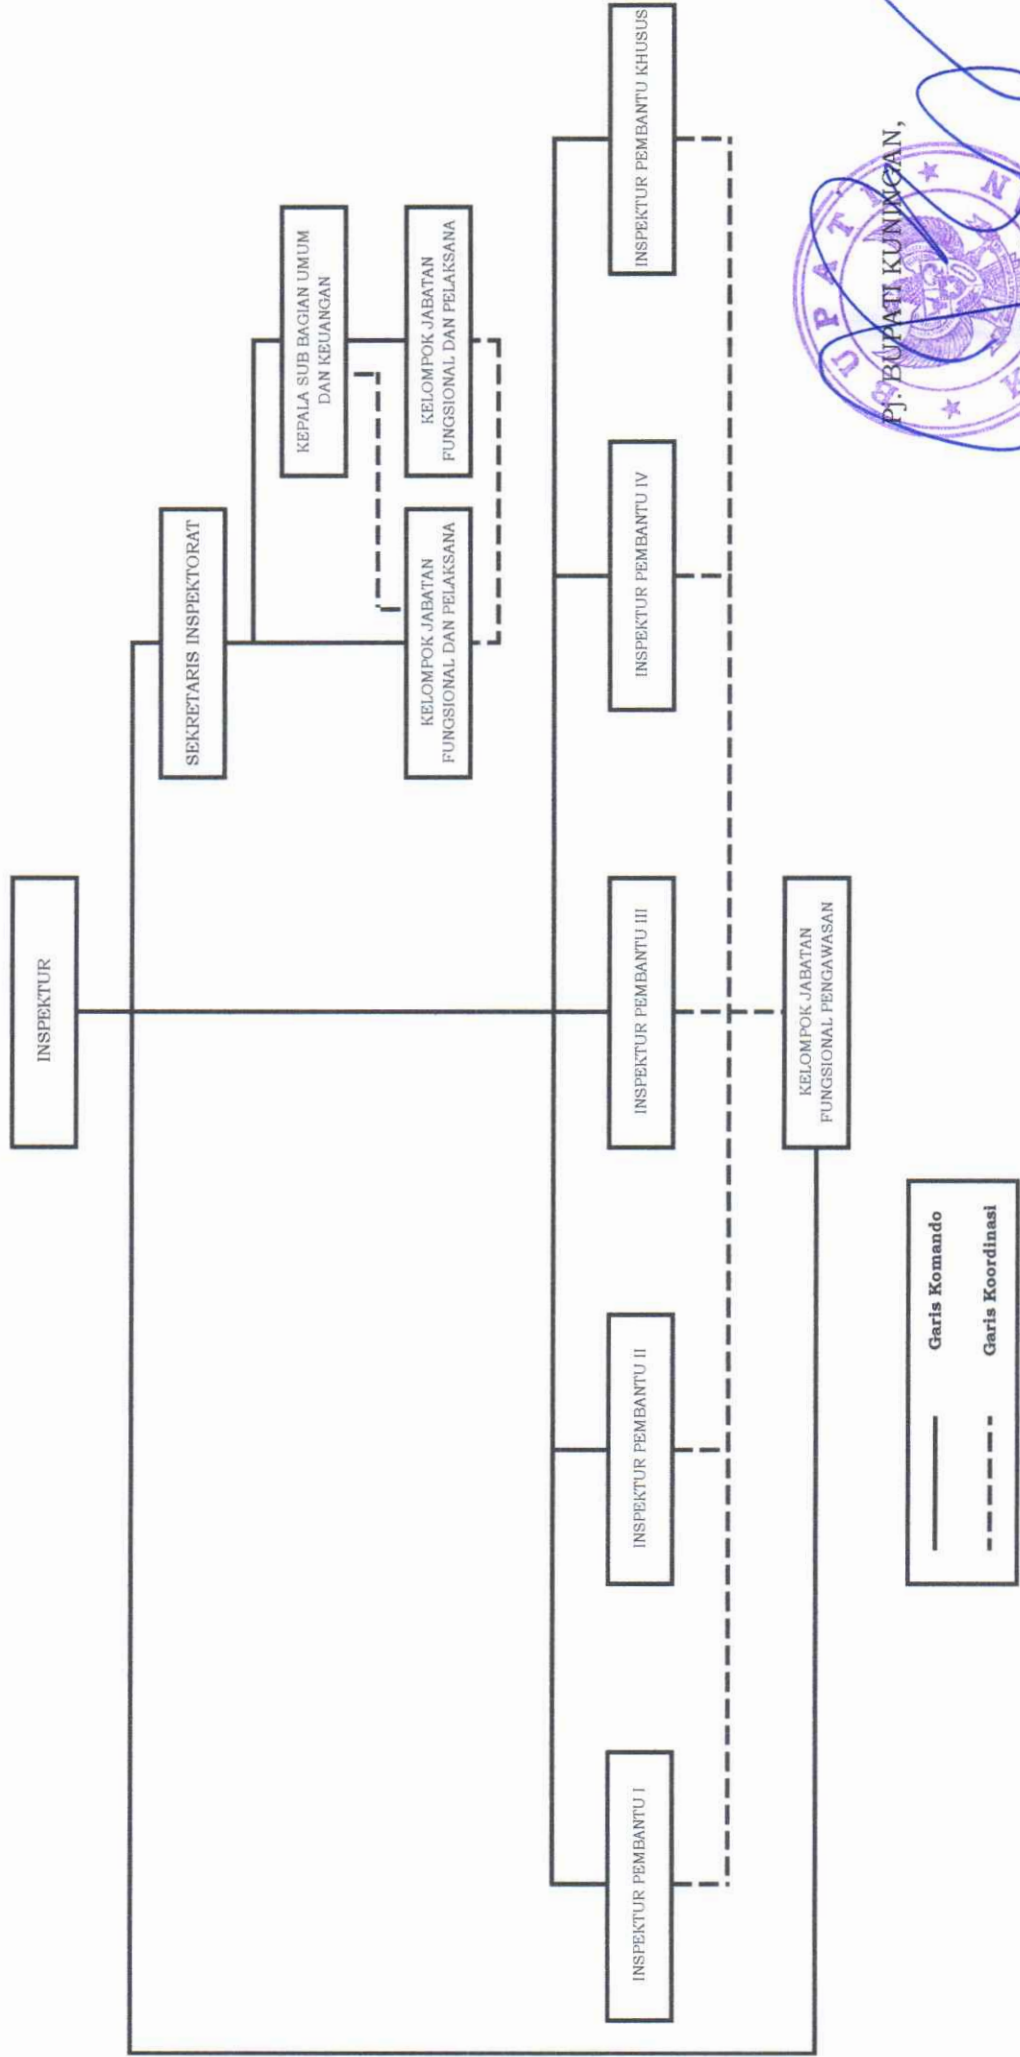 INSPEKTUR
SEKRETARIS INSPEKTORAT
KEPALA SUB BAGIAN UMUM
DAN KEUANGAN
KELOMPOK JABATAN
FUNGSIONAL DAN PELAKSANA
KELOMPOK JABATAN
FUNGSIONAL DAN PELAKSANA
INSPEKTUR PEMBANTU I
INSPEKTUR PEMBANTU II
INSPEKTUR PEMBANTU III
INSPEKTUR PEMBANTU IV
INSPEKTUR PEMBANTU KHUSUS
KELOMPOK JABATAN
FUNGSIONAL PENGAWASAN
Garis Komando
Garis Koordinasi
Pj. BUPATI KUNINGAN,
BUPATI